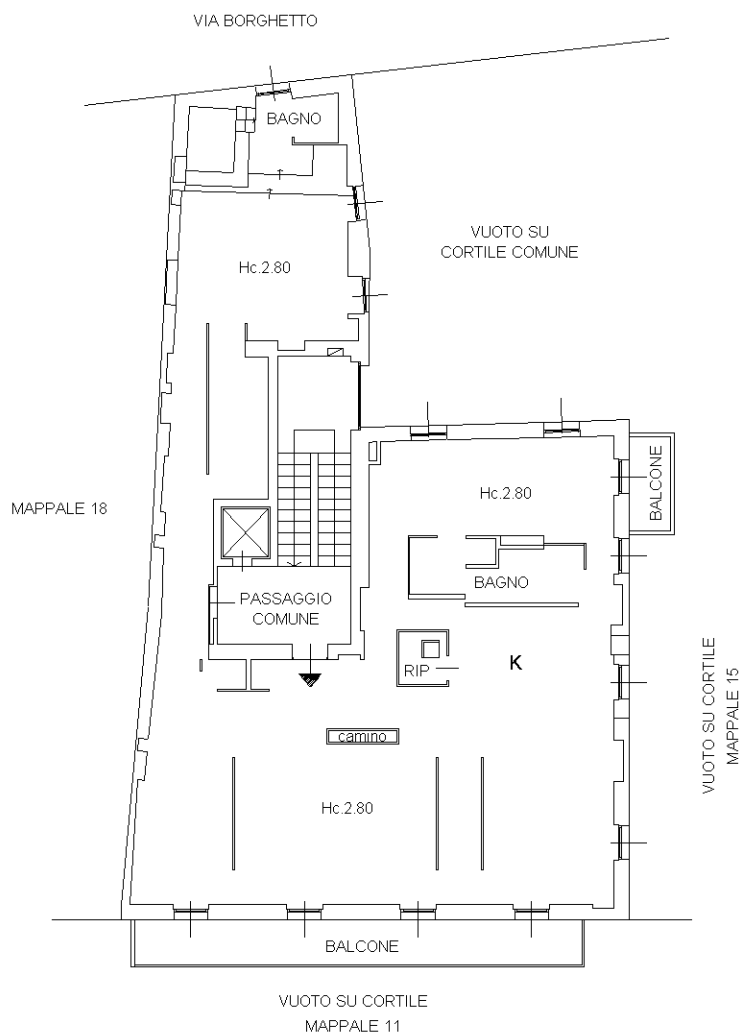 VIA BORGHETTO
BAGNO
VUOTO SU
CORTILE COMUNE
Hc.2.80
BALCONE
Hc.2.80
MAPPALE 18
BAGNO
PASSAGGIO
COMUNE
RIP
K
VUOTO SU CORTILE
MAPPALE 15
camino
Hc.2.80
BALCONE
VUOTO SU CORTILE
MAPPALE 11